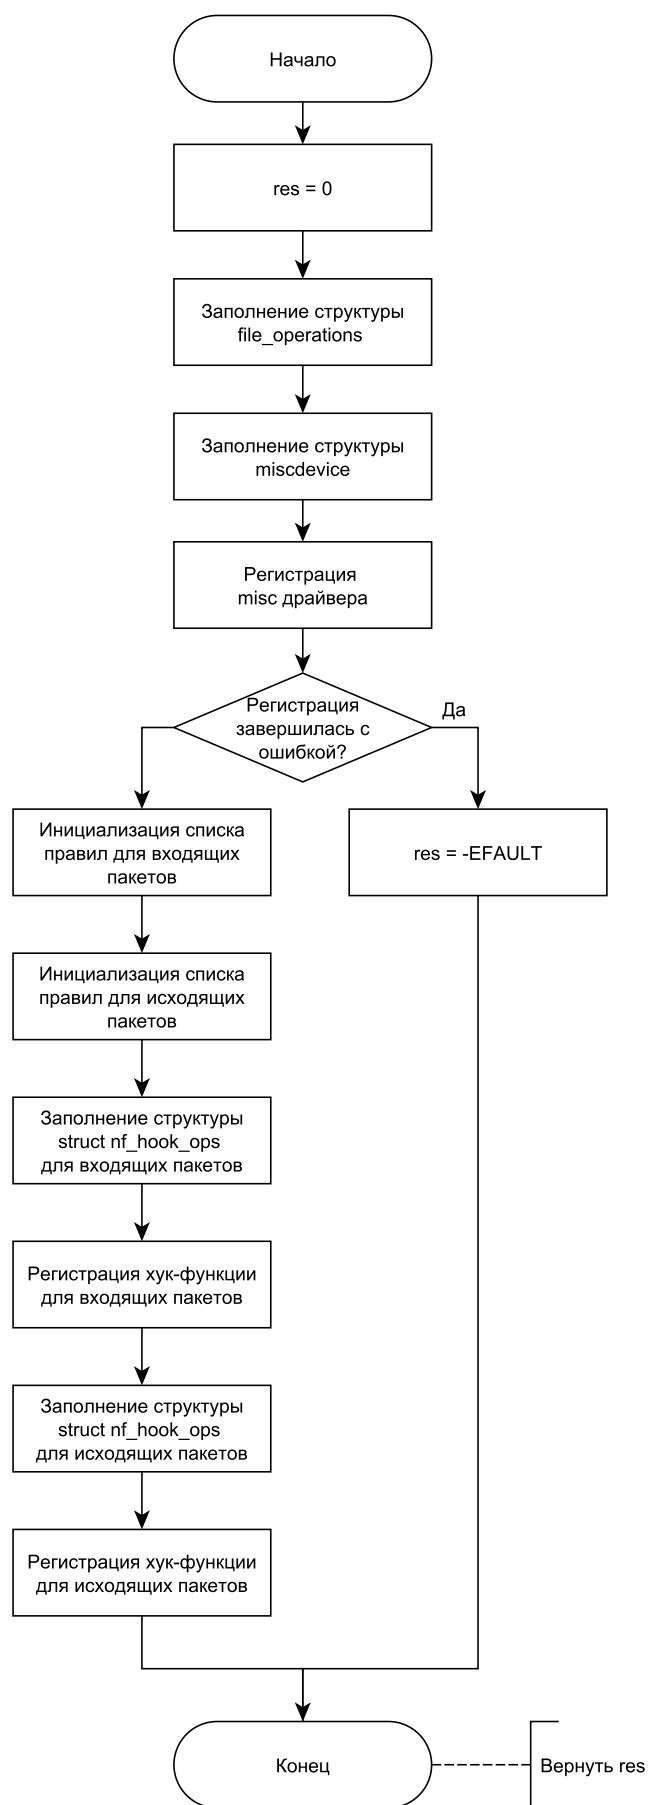 Начало
res = 0
Заполнение структуры
file_operations
Заполнение структуры
miscdevice
Регистрация
misc драйвера
Регистрация
завершилась с
ошибкой?
Да
Инициализация списка
правил для входящих
пакетов
res = -EFAULT
Инициализация списка
правил для исходящих
пакетов
Заполнение структуры
struct nf_hook_ops
для входящих пакетов
Регистрация хук-функции
для входящих пакетов
Заполнение структуры
struct nf_hook_ops
для исходящих пакетов
Регистрация хук-функции
для исходящих пакетов
Конец
Вернуть res